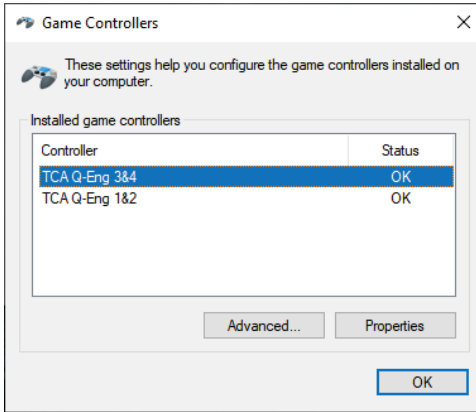 Game Controllers
These settings help you configure the game controllers installed on
your computer.
Installed game controllers
Controller Status
TCA Q-Eng 3&4 OK
TCA Q-Eng 1&2 OK
Advanced... Properties
OK